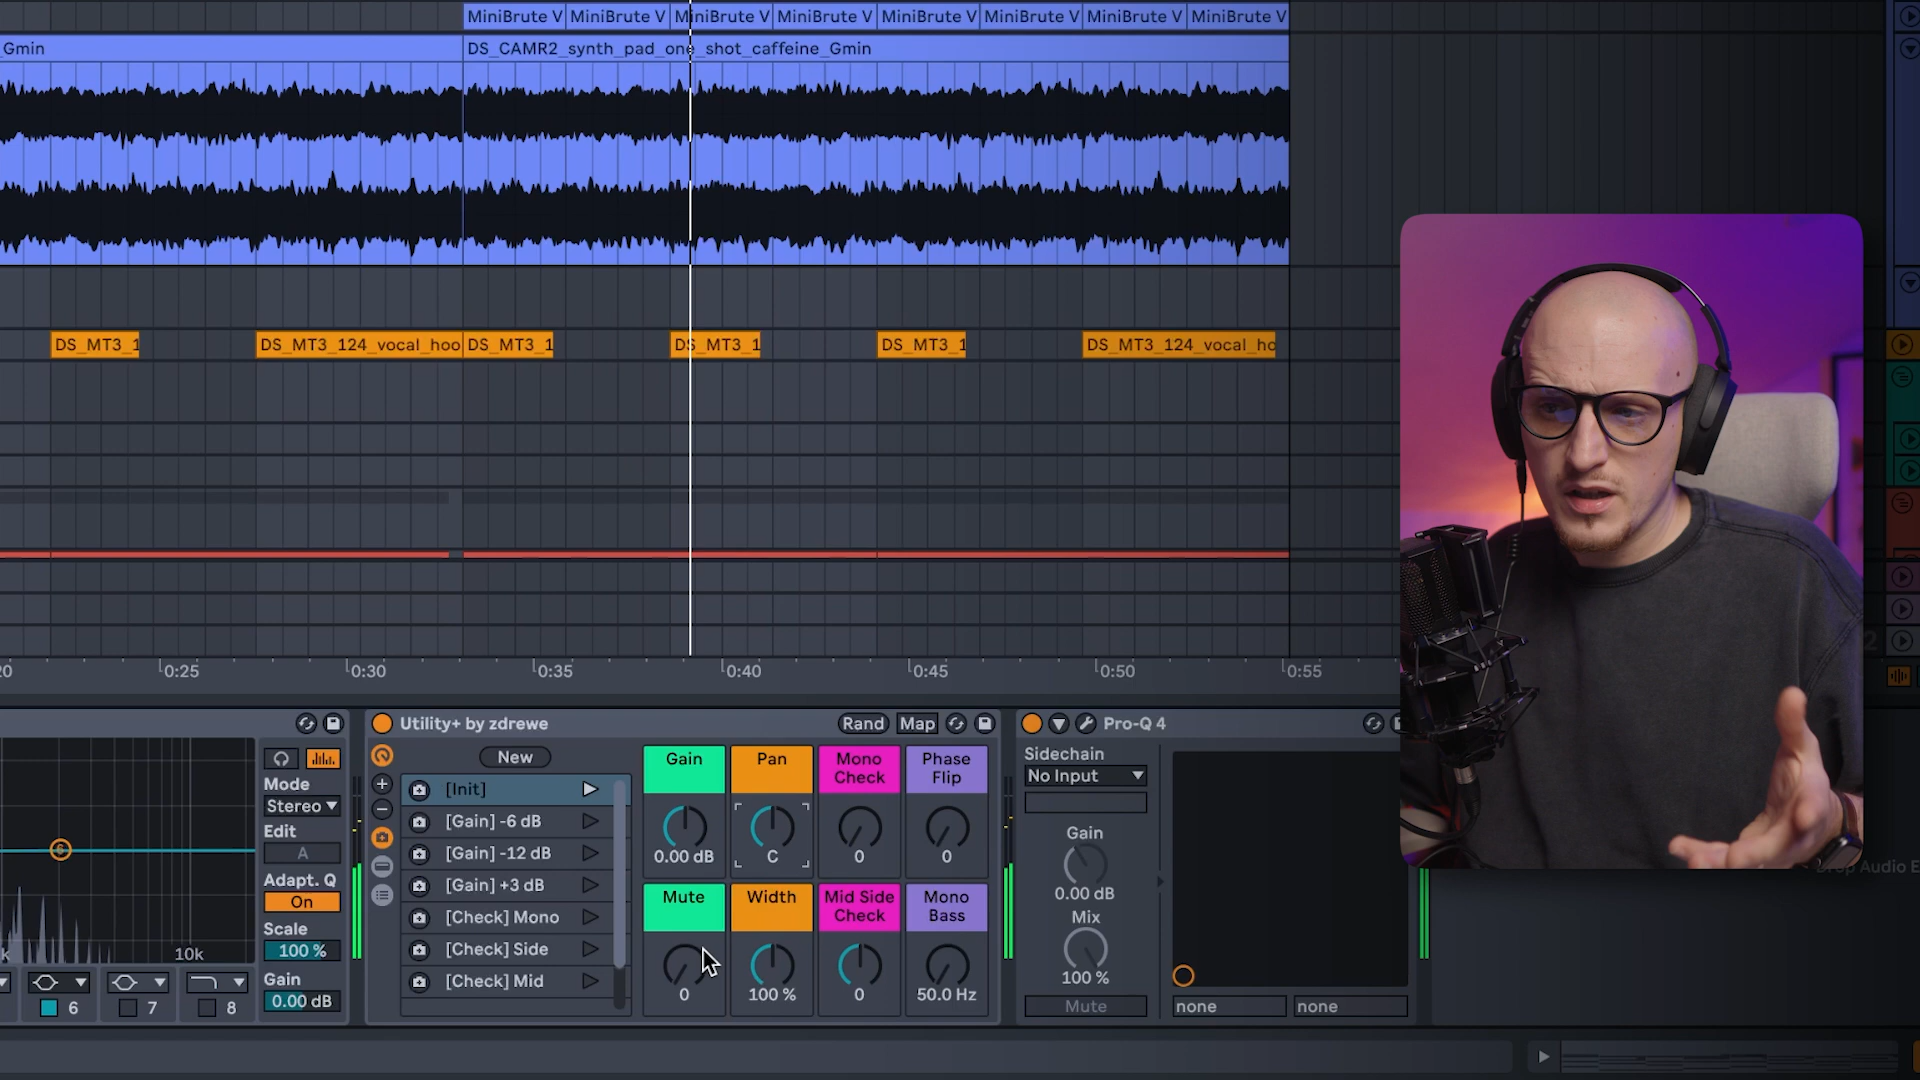 MiniBrute V MiniBrute V MiniBrute V MiniBrute V MiniBrute V MiniBrute V MiniBrute V MiniBrute V
Gmin DS_CAMR2_synth_pad_one_shot_caffeine_Gmin
DS_MT3_1 DS_MT3_124_vocal_hoo DS_MT3_1 DS_MT3_1 DS_MT3_1 DS_MT3_124_vocal_ho
20 0:25 0:30 0:35 0:40 0:45 0:50 0:55
Utility+ by zdrewe Rand Map
Pro-Q 4
Mode
Stereo
Edit
A
Adapt. Q
On
Scale
100 %
Gain
0.00 dB
6
k 10k
6 7 8
New
[Init]
[Gain] -6 dB
[Gain] -12 dB
[Gain] +3 dB
[Check] Mono
[Check] Side
[Check] Mid
Gain Pan Mono Check Phase Flip
0.00 dB C 0 0
Mute Width Mid Side Check Mono Bass
0 100 % 0 50.0 Hz
Sidechain
No Input
Gain
0.00 dB
Mix
100 %
Mute
none none
Drop Audio E